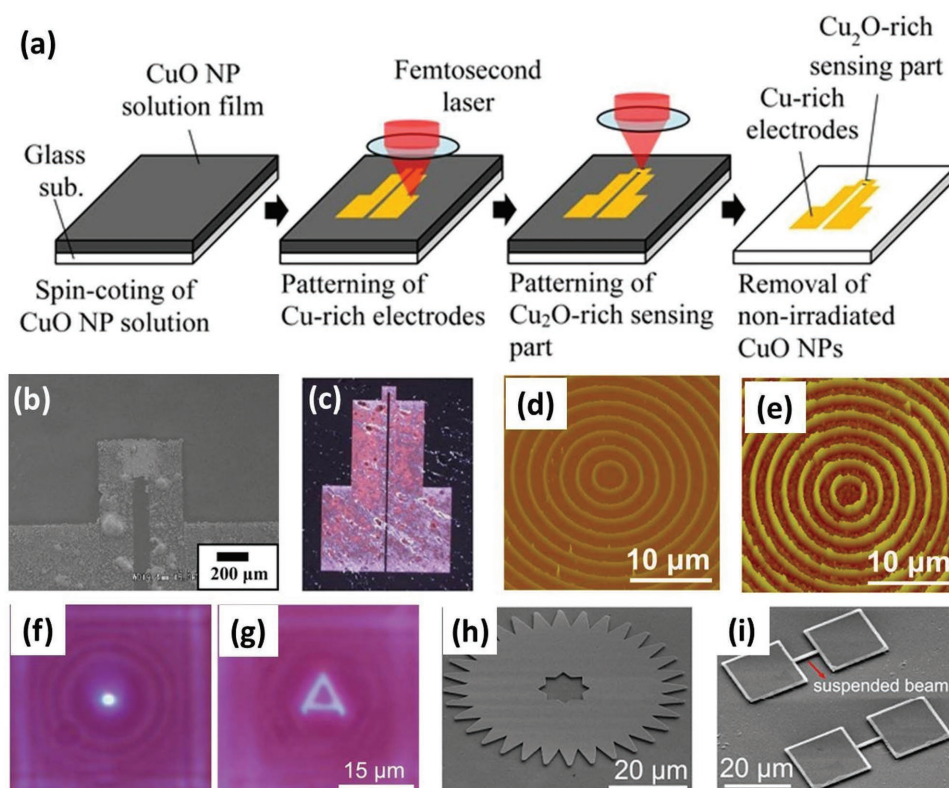 (a)
CuO NP
solution film
Femtosecond
laser
Cu₂O-rich
sensing part
Cu-rich
electrodes
Glass
sub.
Spin-coting of
CuO NP solution
Patterning of
Cu-rich electrodes
Patterning of
Cu₂O-rich sensing
part
Removal of
non-irradiated
CuO NPs
(b)
200 μm
(c)
(d)
10 μm
(e)
10 μm
(f)
(g)
15 μm
(h)
20 μm
(i)
suspended beam
20 μm